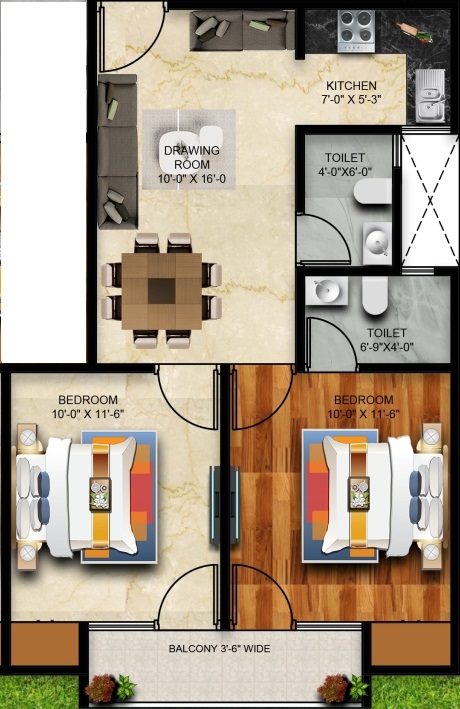 KITCHEN
7'-0" X 5'-3"
DRAWING
ROOM
10'-0" X 16'-0
TOILET
4'-0"X6'-0"
TOILET
6'-9"X4'-0"
BEDROOM
10'-0" X 11'-6"
BEDROOM
10'-0" X 11'-6"
BALCONY 3'-6" WIDE